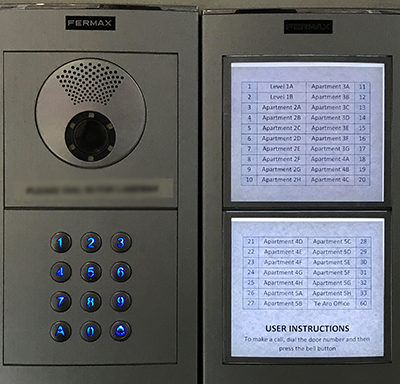 FERMAX
FERMAX
1 Level 1A Apartment 3A 11
2 Level 1B Apartment 3B 12
3 Apartment 2A Apartment 3C 13
4 Apartment 2B Apartment 3D 14
5 Apartment 2C Apartment 3E 15
6 Apartment 2D Apartment 3F 16
7 Apartment 2E Apartment 3G 17
8 Apartment 2F Apartment 4A 18
9 Apartment 2G Apartment 4B 19
10 Apartment 2H Apartment 4C 20
21 Apartment 4D Apartment 5C 28
22 Apartment 4E Apartment 5D 29
23 Apartment 4F Apartment 5E 30
24 Apartment 4G Apartment 5F 31
25 Apartment 4H Apartment 5G 32
26 Apartment 5A Apartment 5H 33
27 Apartment 5B Te Aro Office 60
USER INSTRUCTIONS
To make a call, dial the door number and then
press the bell button
1 2 3
4 5 6
7 8 9
A 0